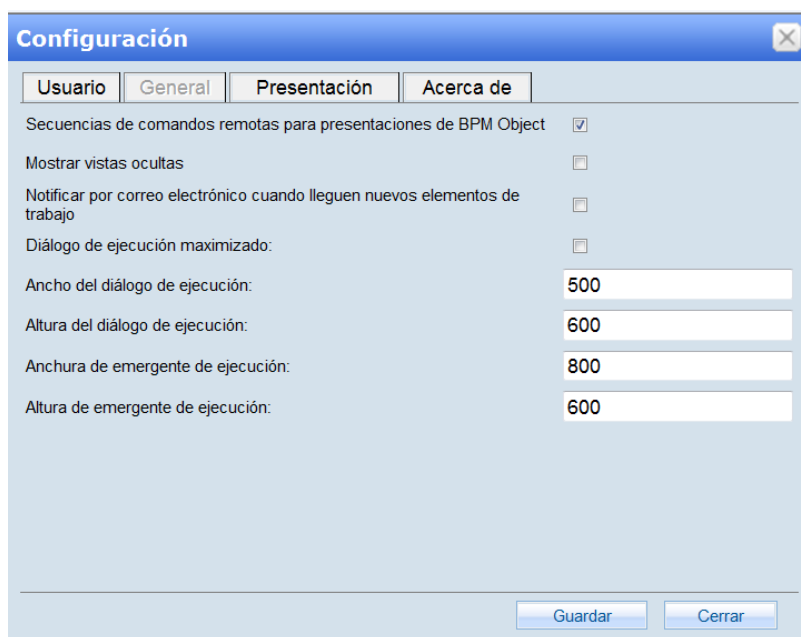 Configuración
Usuario General Presentación Acerca de
Secuencias de comandos remotas para presentaciones de BPM Object
Mostrar vistas ocultas
Notificar por correo electrónico cuando lleguen nuevos elementos de
trabajo
Diálogo de ejecución maximizado:
Ancho del diálogo de ejecución: 500
Altura del diálogo de ejecución: 600
Anchura de emergente de ejecución: 800
Altura de emergente de ejecución: 600
Guardar Cerrar